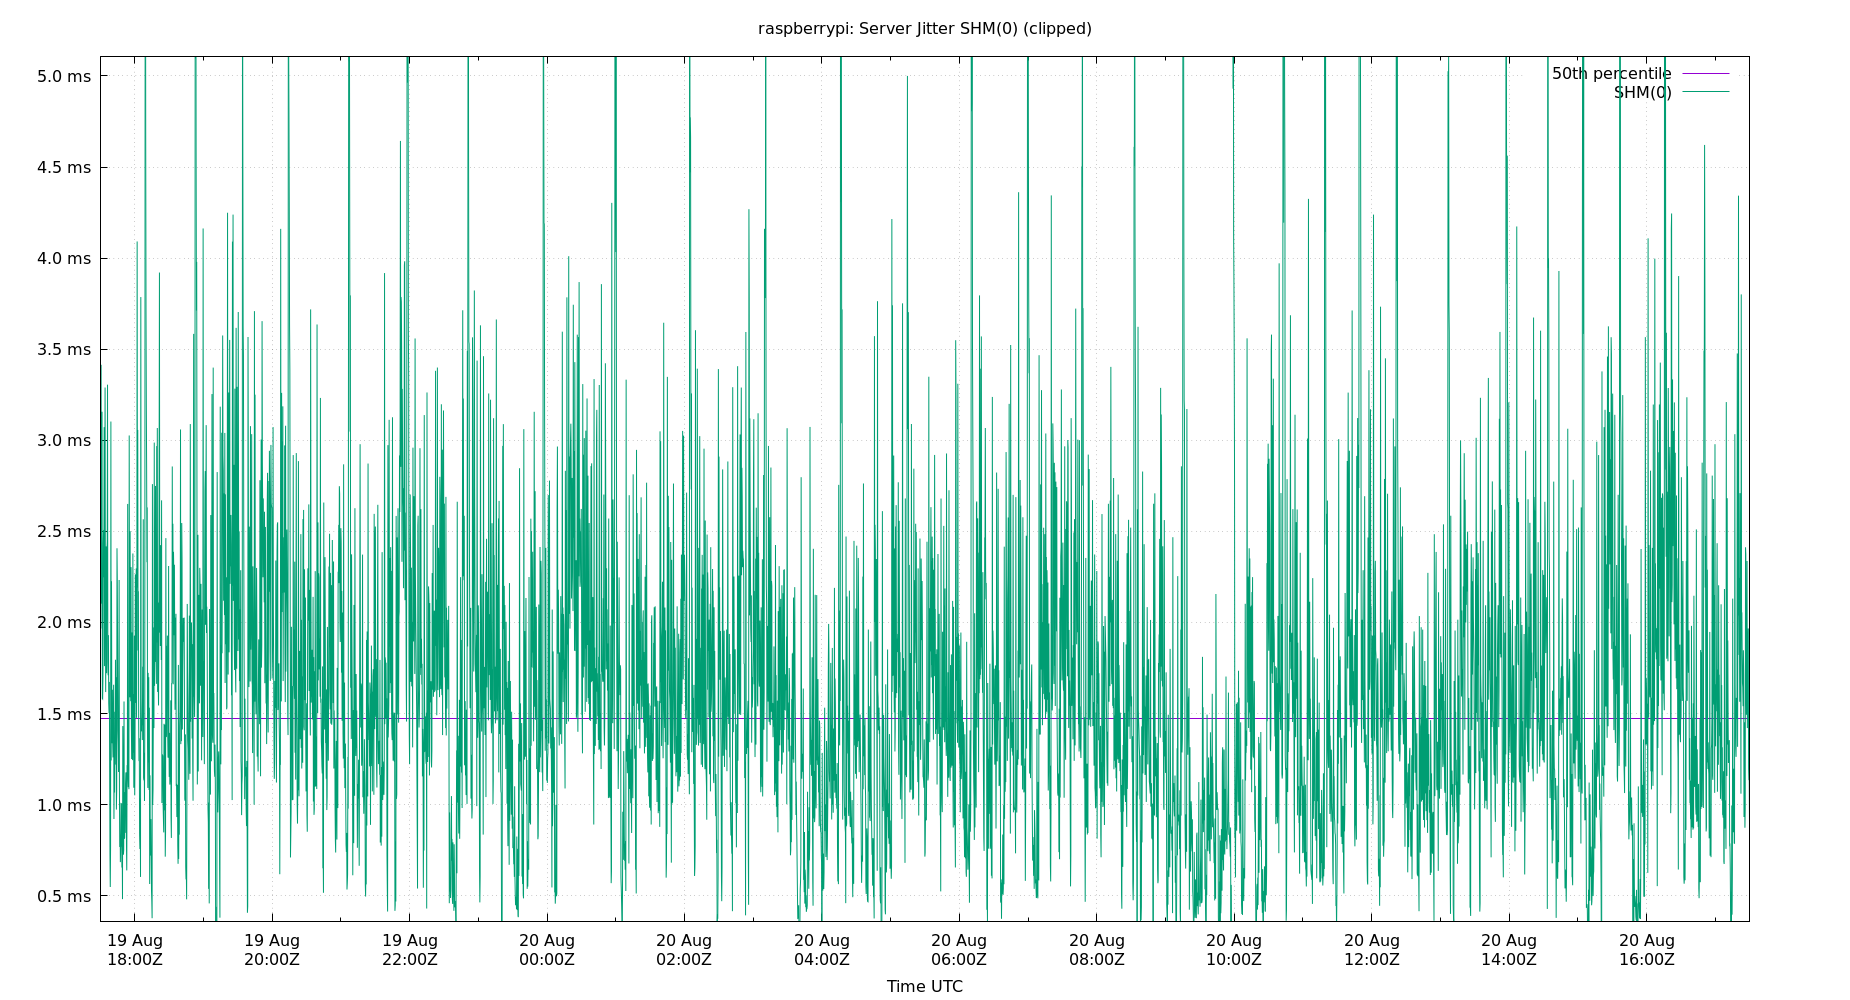 raspberrypi: Server Jitter SHM(0) (clipped)
50th percentile
SHM(0)
5.0 ms
4.5 ms
4.0 ms
3.5 ms
3.0 ms
2.5 ms
2.0 ms
1.5 ms
1.0 ms
0.5 ms
19 Aug 19 Aug 19 Aug 20 Aug 20 Aug 20 Aug 20 Aug 20 Aug 20 Aug 20 Aug 20 Aug 20 Aug
18:00Z 20:00Z 22:00Z 00:00Z 02:00Z 04:00Z 06:00Z 08:00Z 10:00Z 12:00Z 14:00Z 16:00Z
Time UTC